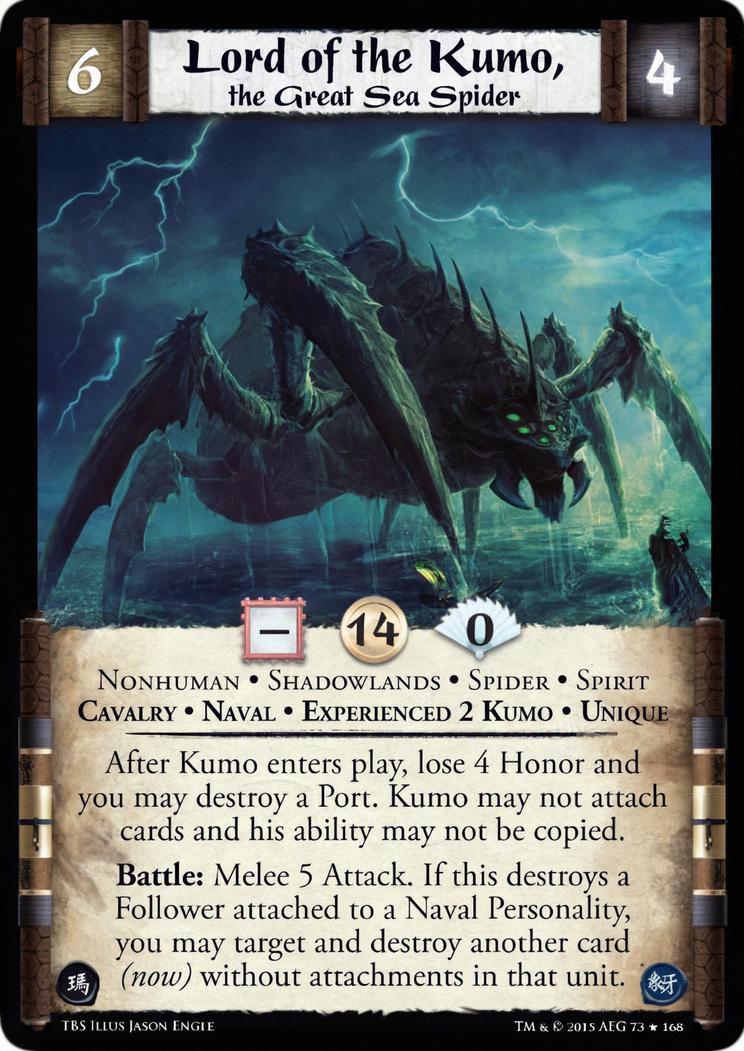 6
Lord of the Kumo,
4
the Great Sea Spider
–
14
0
Nonhuman • Shadowlands • Spider • Spirit
Cavalry • Naval • Experienced 2 Kumo • Unique
After Kumo enters play, lose 4 Honor and
you may destroy a Port. Kumo may not attach
cards and his ability may not be copied.
Battle: Melee 5 Attack. If this destroys a
Follower attached to a Naval Personality,
you may target and destroy another card
(now) without attachments in that unit.
TBS Illus Jason Engle
TM & © 2015 AEG 73 ★ 168